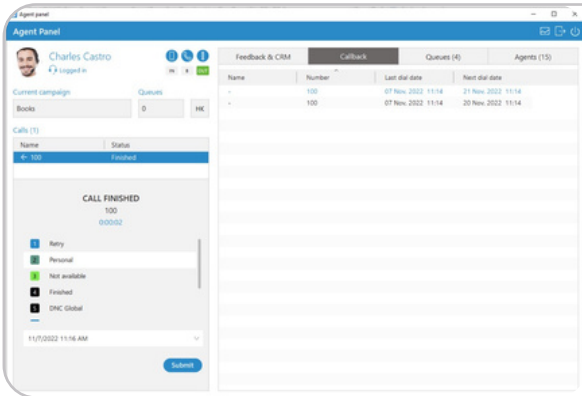 Agent panel
Agent Panel
Charles Castro
Logged in
IN
OUT
Current campaign
Queues
Books
0
Calls (1)
Name Status
← 100 Finished
CALL FINISHED
100
0:00:02
1 Retry
2 Personal
3 Not available
4 Finished
5 DNC Global
11/7/2022 11:16 AM
Submit
Feedback & CRM Callback Queues (4) Agents (15)
Name Number Last dial date Next dial date
- 100 07 Nov, 2022 11:14 21 Nov, 2022 11:14
- 100 07 Nov, 2022 11:14 20 Nov, 2022 11:14